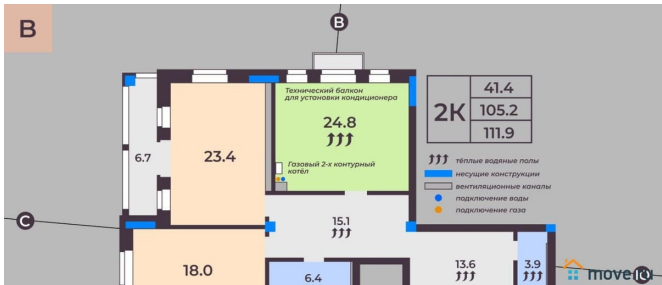 В
В
Технический балкон
для установки кондиционера
24.8
2К
41.4
105.2
111.9
6.7
23.4
Газовый 2-х контурный
котёл
тёплые водяные полы
несущие конструкции
вентиляционные каналы
подключение воды
подключение газа
С
15.1
18.0
6.4
13.6
3.9
move
Ю